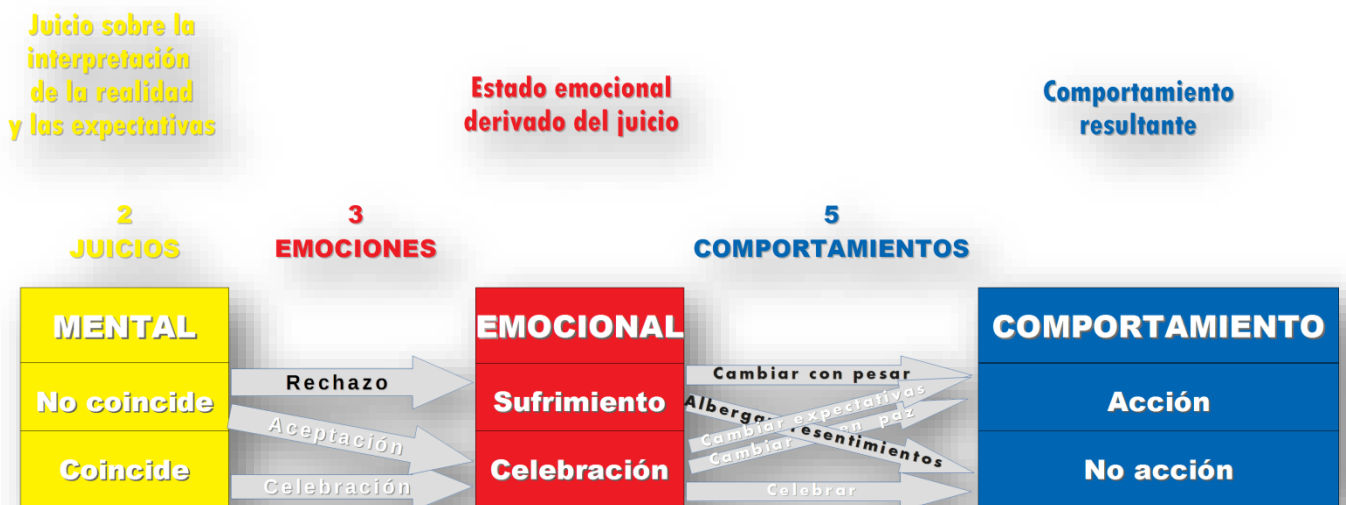 Juicio sobre la
interpretación
de la realidad
y las expectativas
Estado emocional
derivado del juicio
Comportamiento
resultante
2
JUICIOS
3
EMOCIONES
5
COMPORTAMIENTOS
MENTAL
EMOCIONAL
COMPORTAMIENTO
Rechazo
Cambiar con pesar
No coincide
Sufrimiento
Acción
Aceptación
Cambiar expectativas
Cambiar en paz
resentimientos
Coincide
Celebración
No acción
Celebración
Celebrar